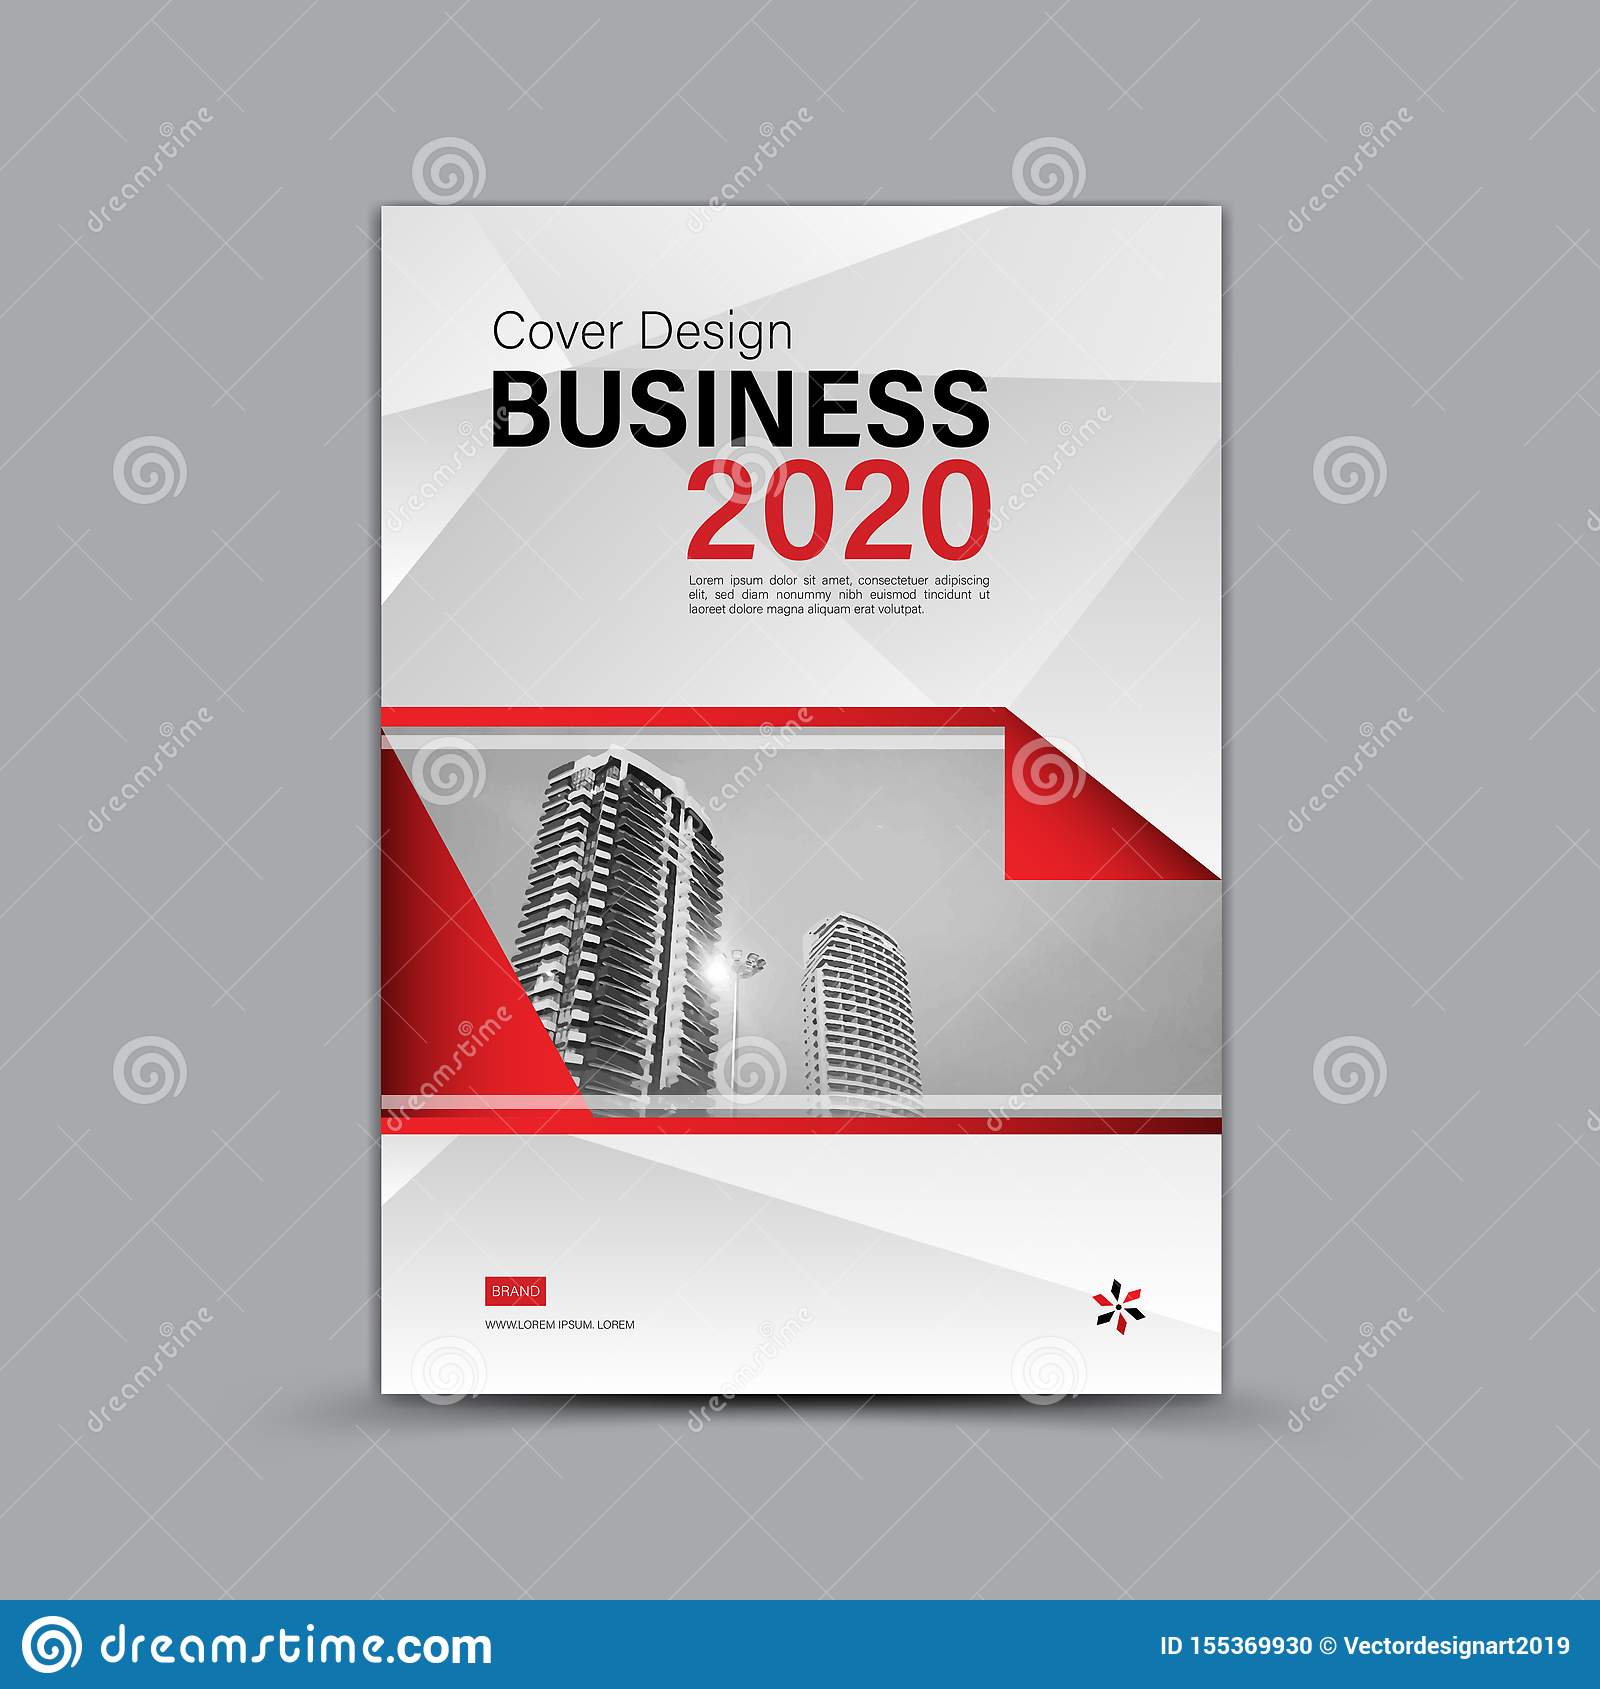 Cover Design
BUSINESS
2020
Lorem ipsum dolor sit amet, consectetuer adipiscing
elit, sed diam nonummy nibh euismod tincidunt ut
laoreet dolore magna aliquam erat volutpat.
BRAND
WWW.LOREM IPSUM. LOREM
dreamstime.com
ID 155369930 © Vectordesignart2019